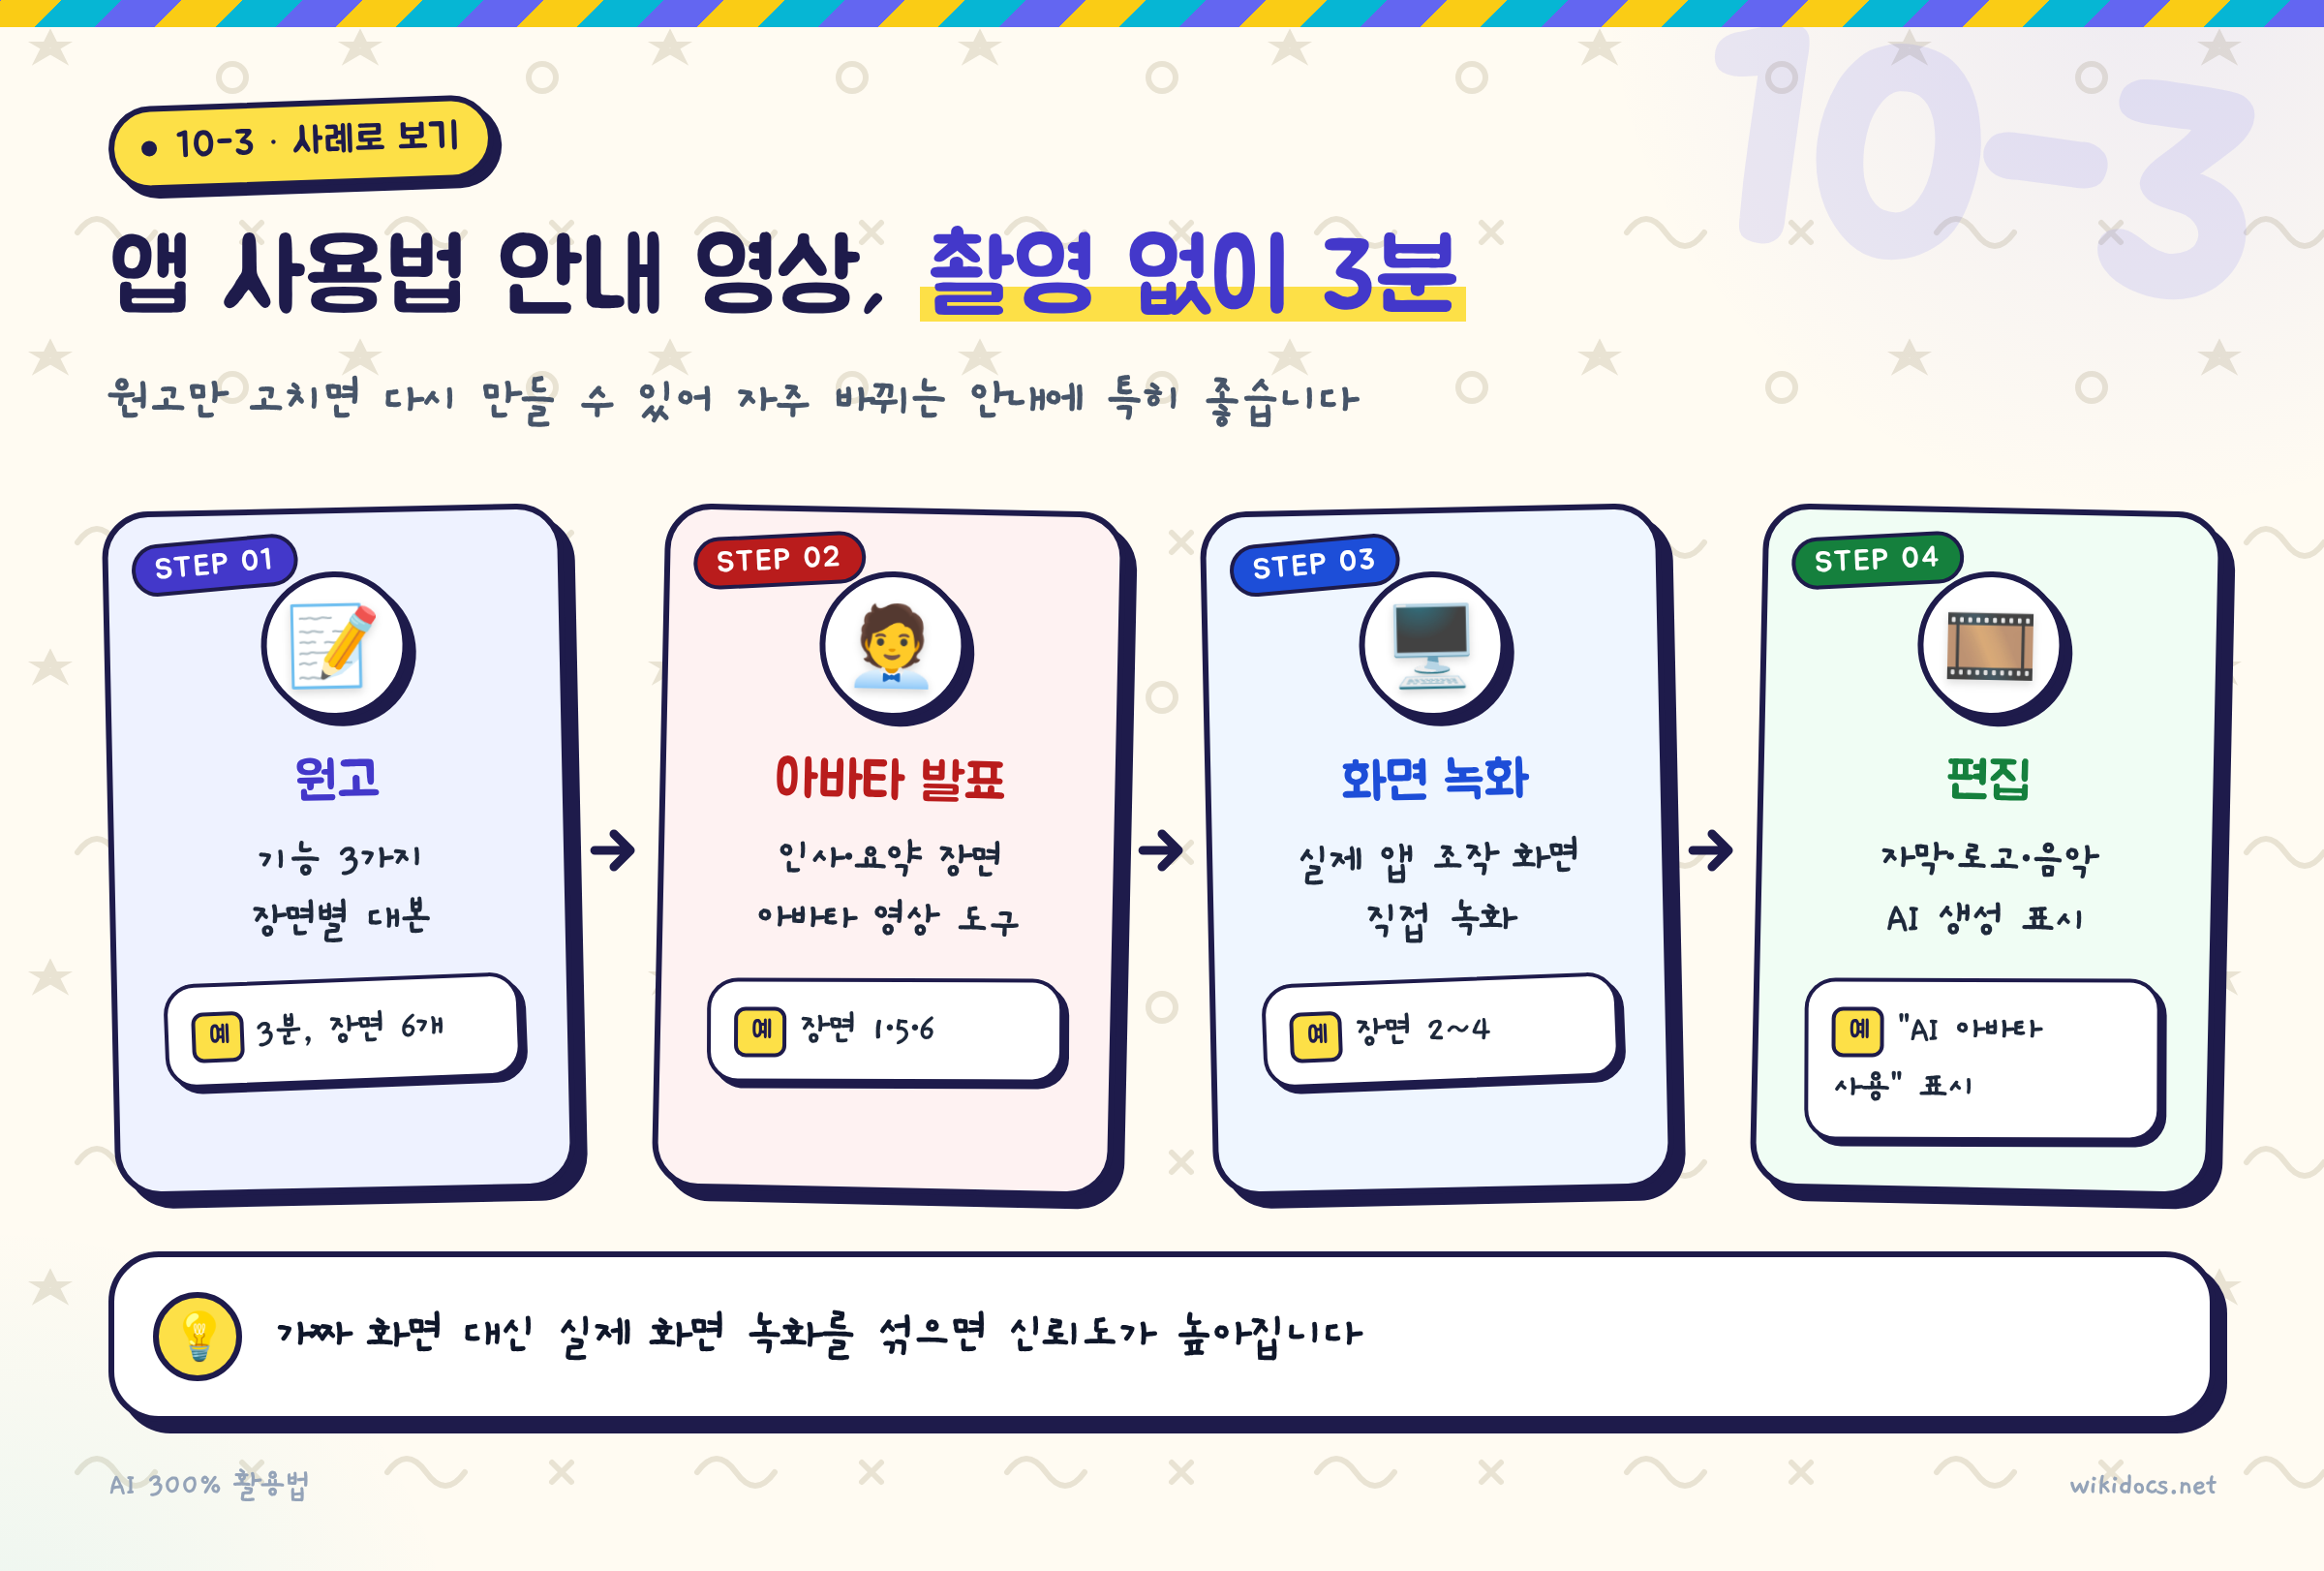 10-3
10-3 · 사례로 보기
앱 사용법 안내 영상, 촬영 없이 3분
원고만 고치면 다시 만들 수 있어 자주 바뀌는 안내에 특히 좋습니다
STEP 01
원고
기능 3가지
장면별 대본
예 3분, 장면 6개
STEP 02
아바타 발표
인사·요약 장면
아바타 영상 도구
예 장면 1·5·6
STEP 03
화면 녹화
실제 앱 조작 화면
직접 녹화
예 장면 2~4
STEP 04
편집
자막·로고·음악
AI 생성 표시
예 "AI 아바타
사용" 표시
가짜 화면 대신 실제 화면 녹화를 섞으면 신뢰도가 높아집니다
AI 300% 활용법
wikidocs.net